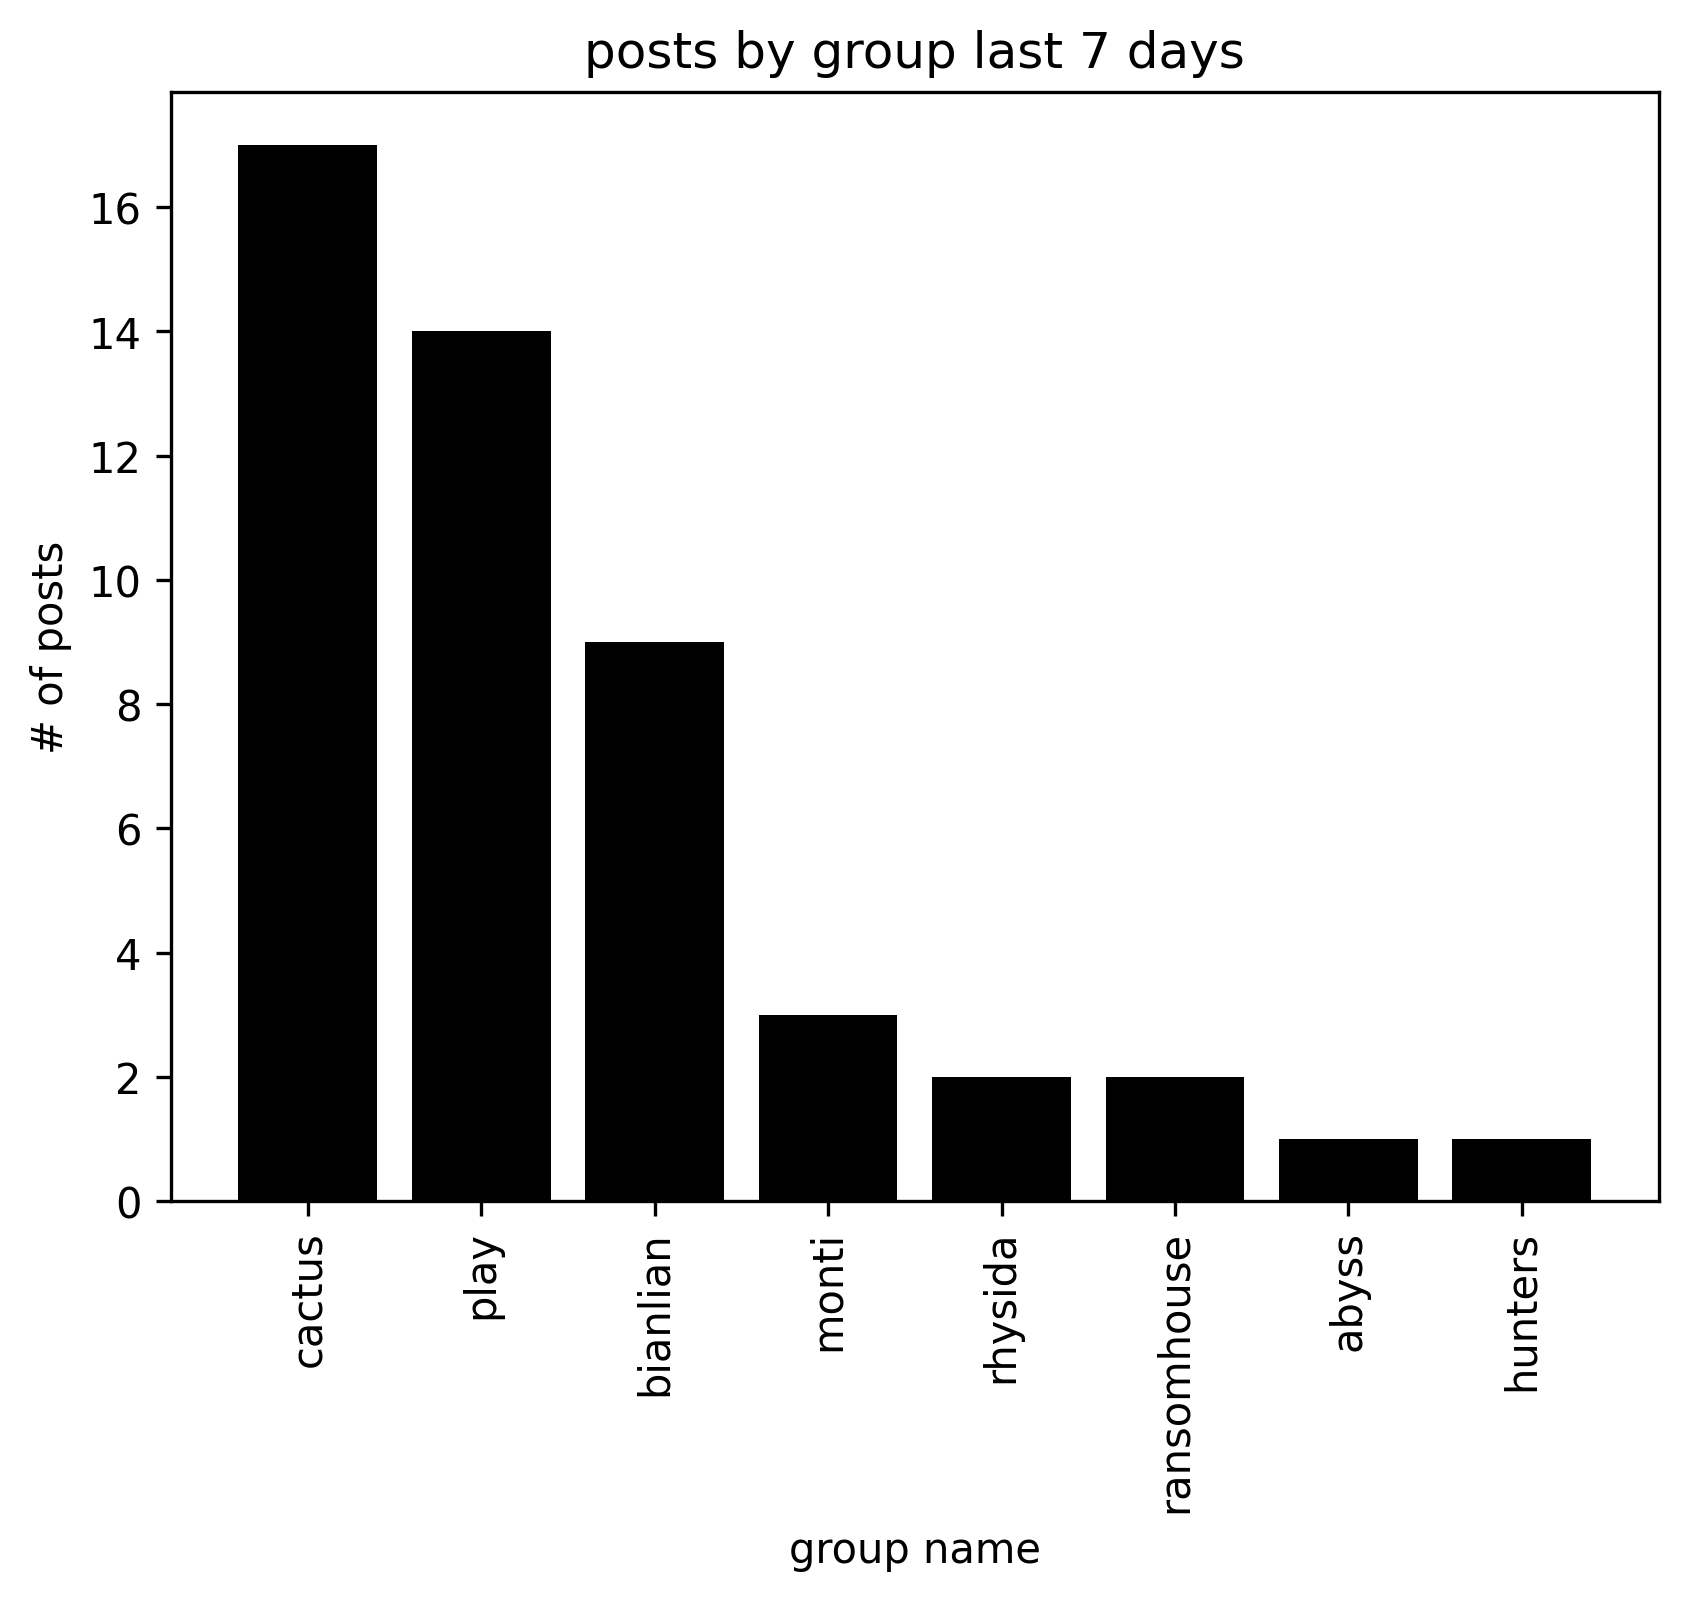 posts by group last 7 days
# of posts
16
14
12
10
8
6
4
2
0
cactus
play
bianlian
monti
rhysida
ransomhouse
abyss
hunters
group name